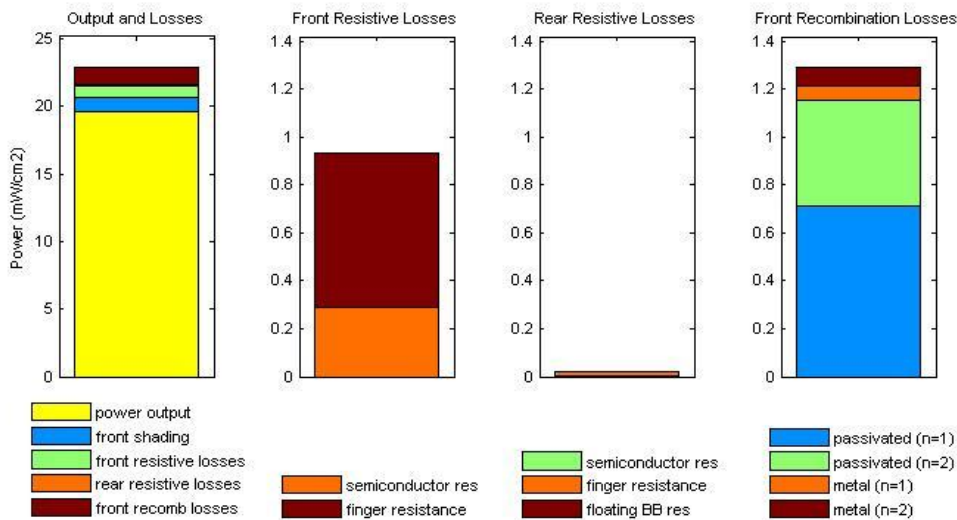 Output and Losses
Front Resistive Losses
Rear Resistive Losses
Front Recombination Losses
Power (mW/cm2)
25
20
15
10
5
0
1.4
1.2
1
0.8
0.6
0.4
0.2
0
1.4
1.2
1
0.8
0.6
0.4
0.2
0
1.4
1.2
1
0.8
0.6
0.4
0.2
0
power output
front shading
front resistive losses
rear resistive losses
front recomb losses
semiconductor res
finger resistance
semiconductor res
finger resistance
floating BB res
passivated (n=1)
passivated (n=2)
metal (n=1)
metal (n=2)